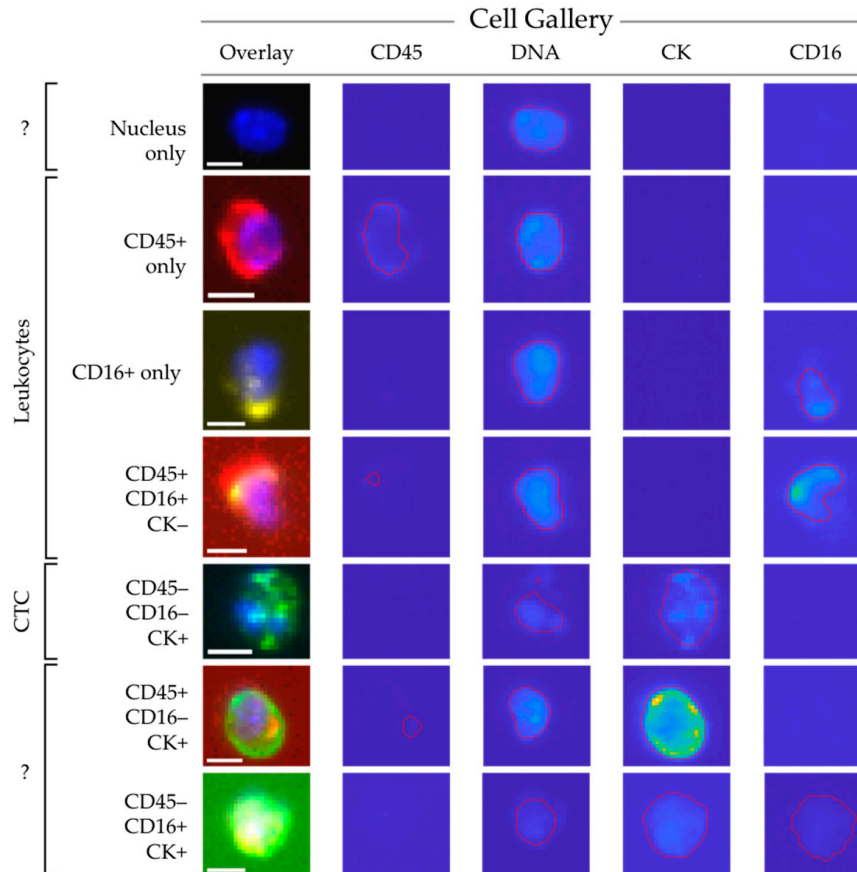 Cell Gallery
Overlay CD45 DNA CK CD16
? Nucleus
only
Leukocytes
CD45+
only
CD16+ only
CD45+
CD16+
CK–
CTC
CD45–
CD16–
CK+
?
CD45+
CD16–
CK+
CD45–
CD16+
CK+